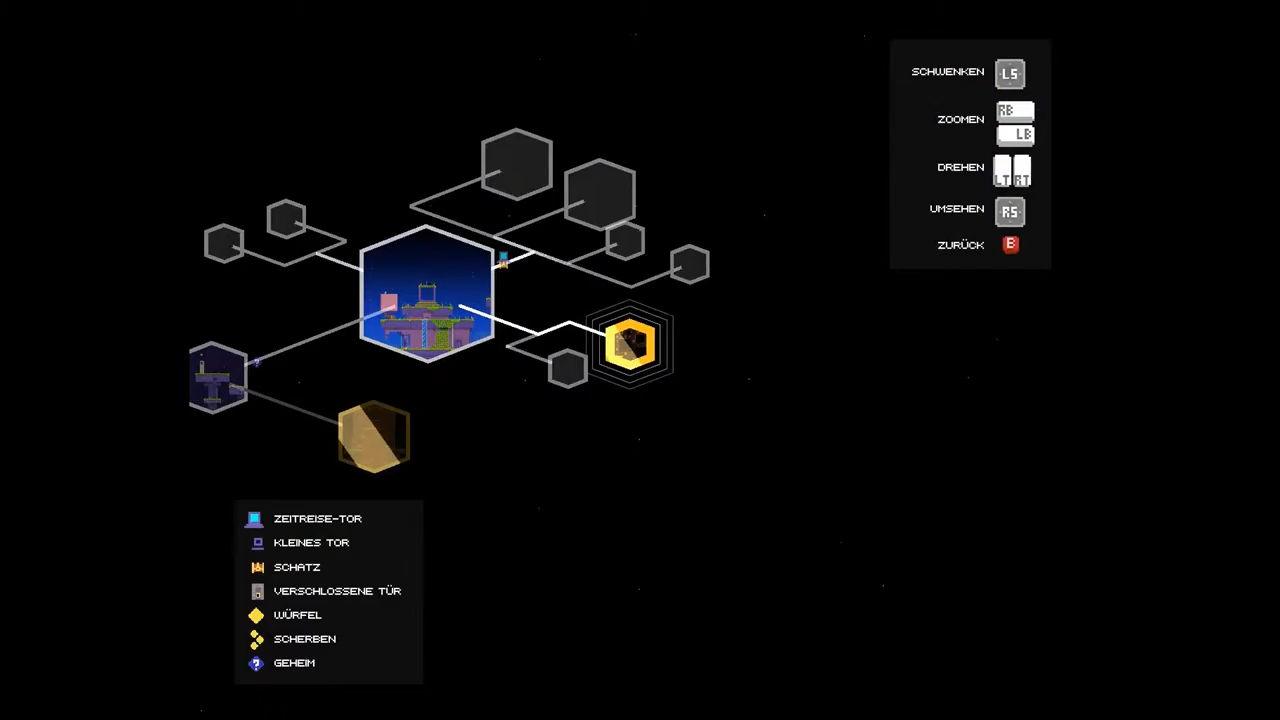 SCHWENKEN LS
ZOOMEN RB
LB
DREHEN LT RT
UMSEHEN RS
ZURÜCK B
ZEITREISE-TOR
KLEINES TOR
SCHATZ
VERSCHLOSSENE TÜR
WÜRFEL
SCHERBEN
? GEHEIM